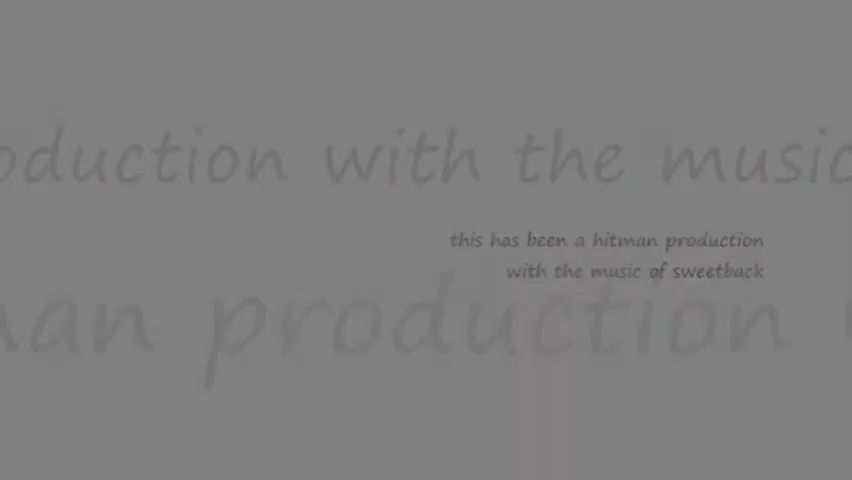 oduction with the music
this has been a hitman production
with the music of sweetback
man production